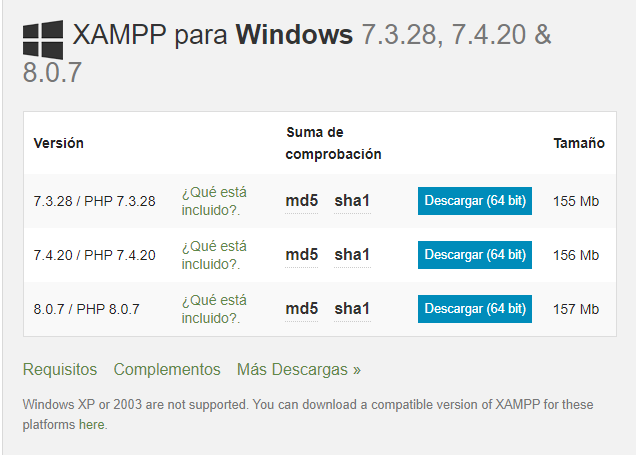 XAMPP para Windows 7.3.28, 7.4.20 &
8.0.7
Versión
Suma de
comprobación
Tamaño
7.3.28 / PHP 7.3.28
¿Qué está
incluido?.
md5 sha1
Descargar (64 bit)
155 Mb
7.4.20 / PHP 7.4.20
¿Qué está
incluido?.
md5 sha1
Descargar (64 bit)
156 Mb
8.0.7 / PHP 8.0.7
¿Qué está
incluido?.
md5 sha1
Descargar (64 bit)
157 Mb
Requisitos Complementos Más Descargas »
Windows XP or 2003 are not supported. You can download a compatible version of XAMPP for these
platforms here.